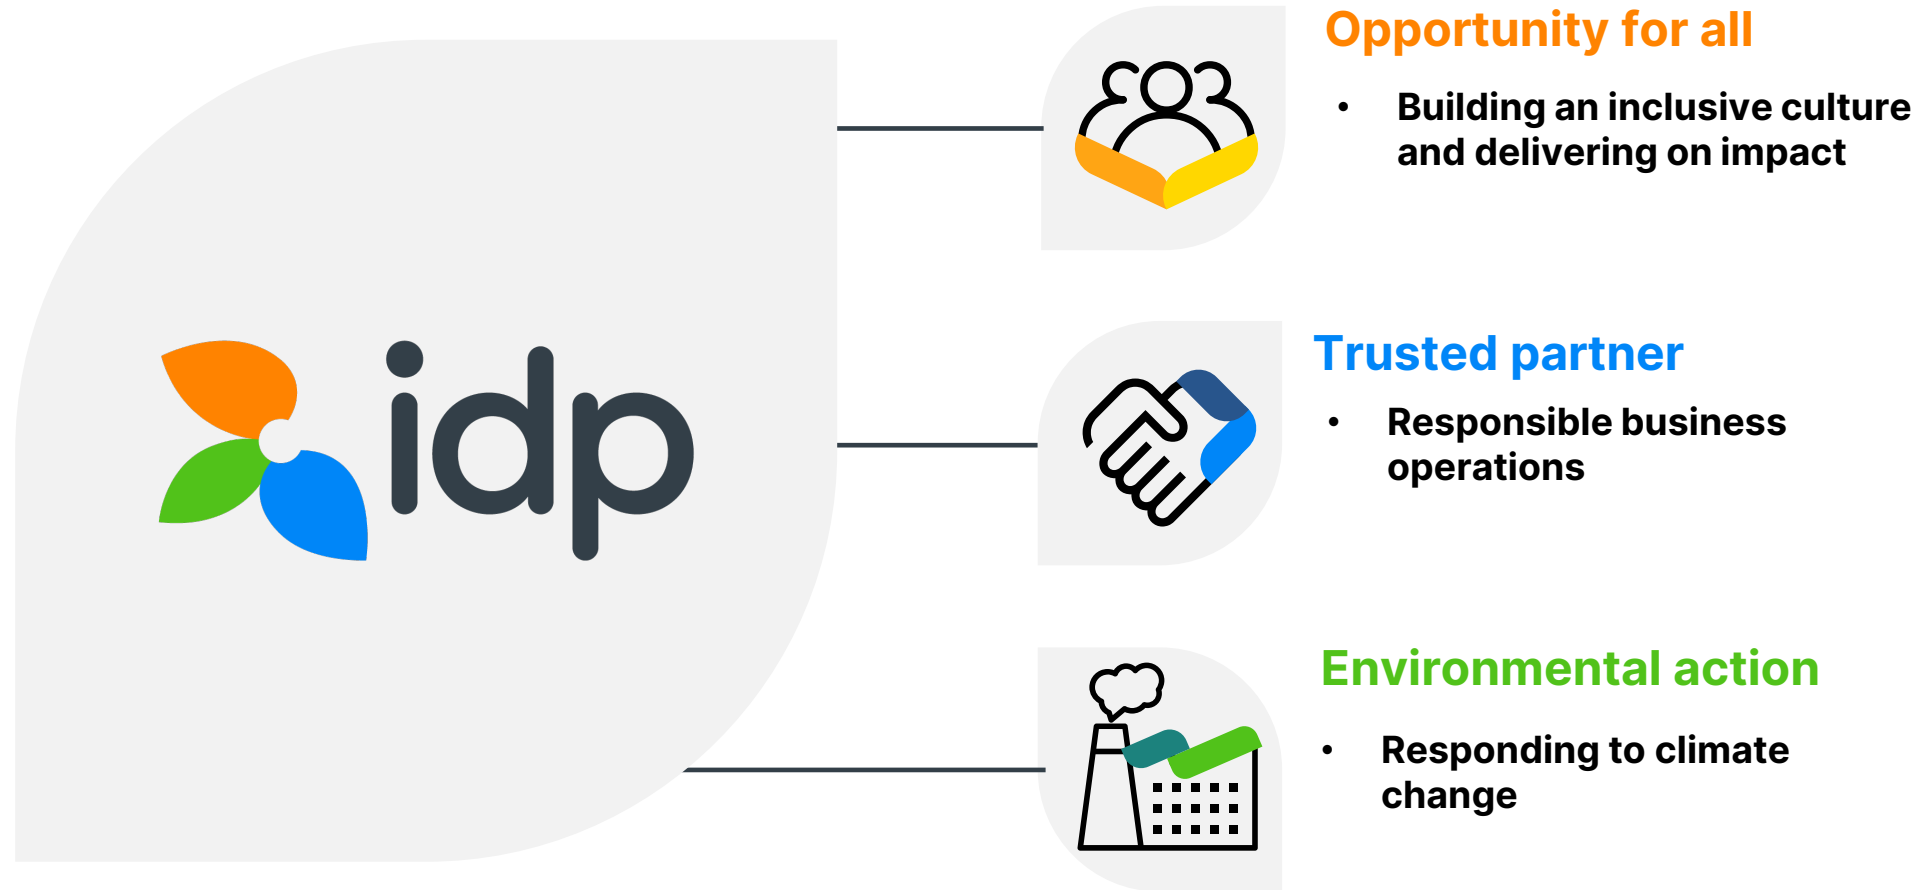 idp
Opportunity for all
• Building an inclusive culture
and delivering on impact
Trusted partner
• Responsible business
operations
Environmental action
• Responding to climate
change